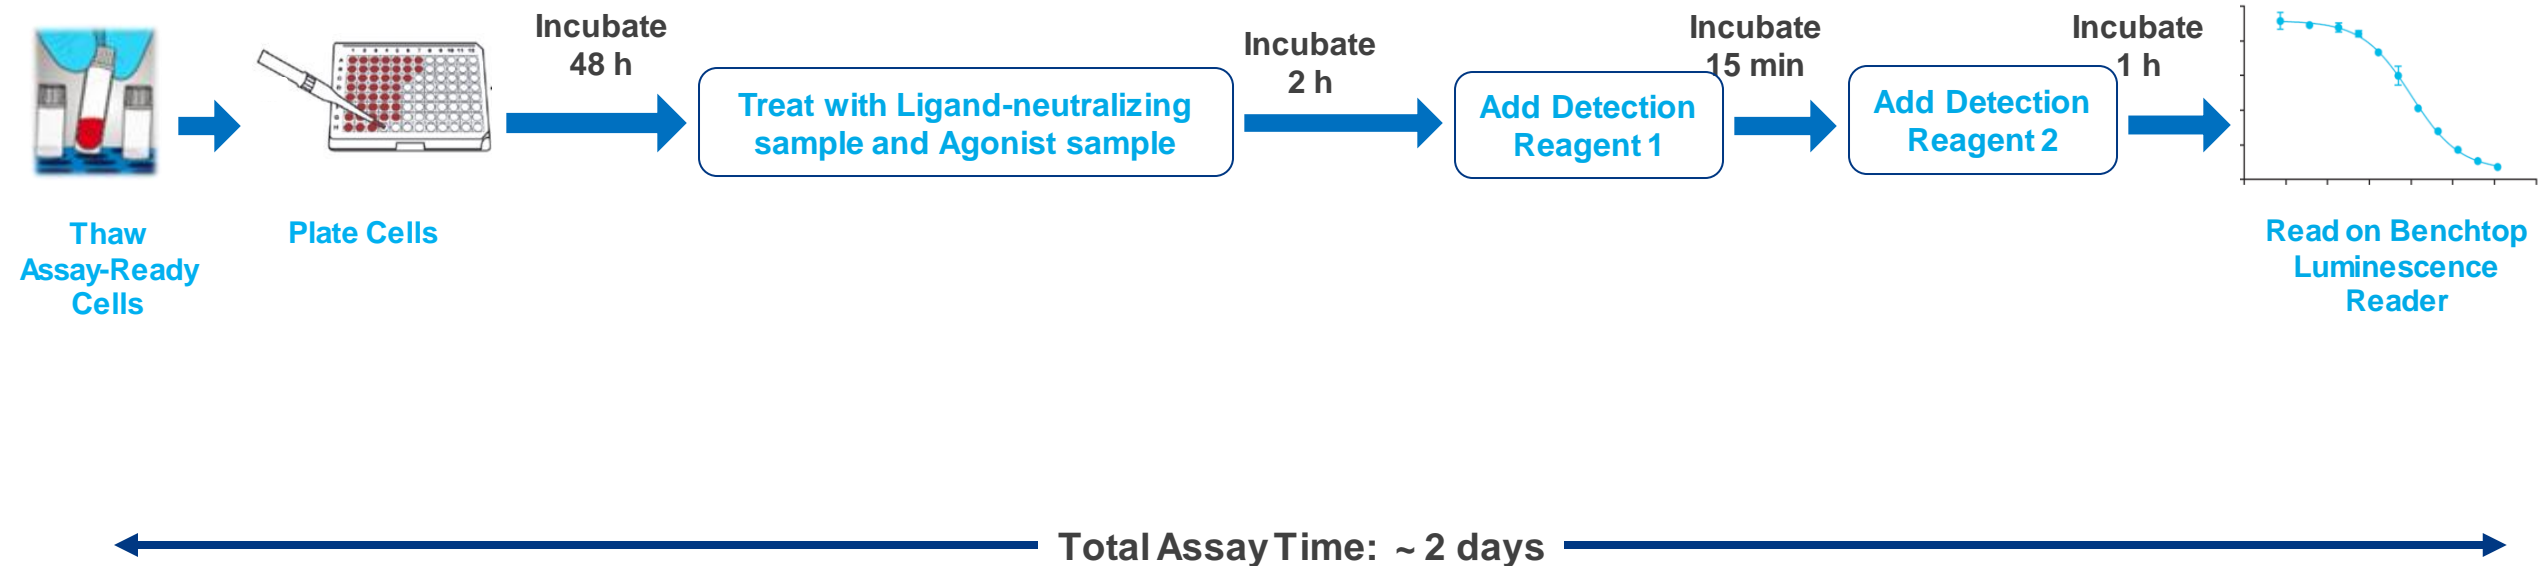 Thaw
Assay-Ready
Cells
Plate Cells
Incubate
48 h
Treat with Ligand-neutralizing
sample and Agonist sample
Incubate
2 h
Add Detection
Reagent 1
Incubate
15 min
Add Detection
Reagent 2
Incubate
1 h
Read on Benchtop
Luminescence
Reader
Total Assay Time: ~ 2 days